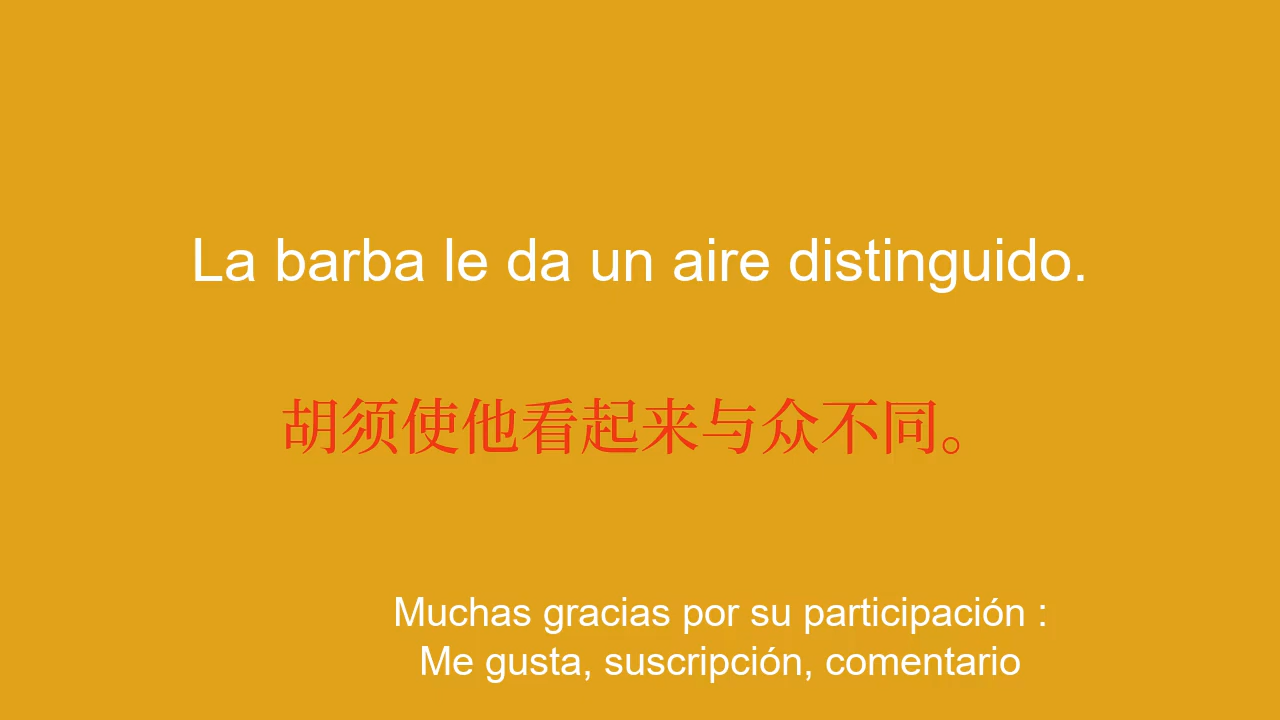 La barba le da un aire distinguido.
胡须使他看起来与众不同。
Muchas gracias por su participación :
Me gusta, suscripción, comentario